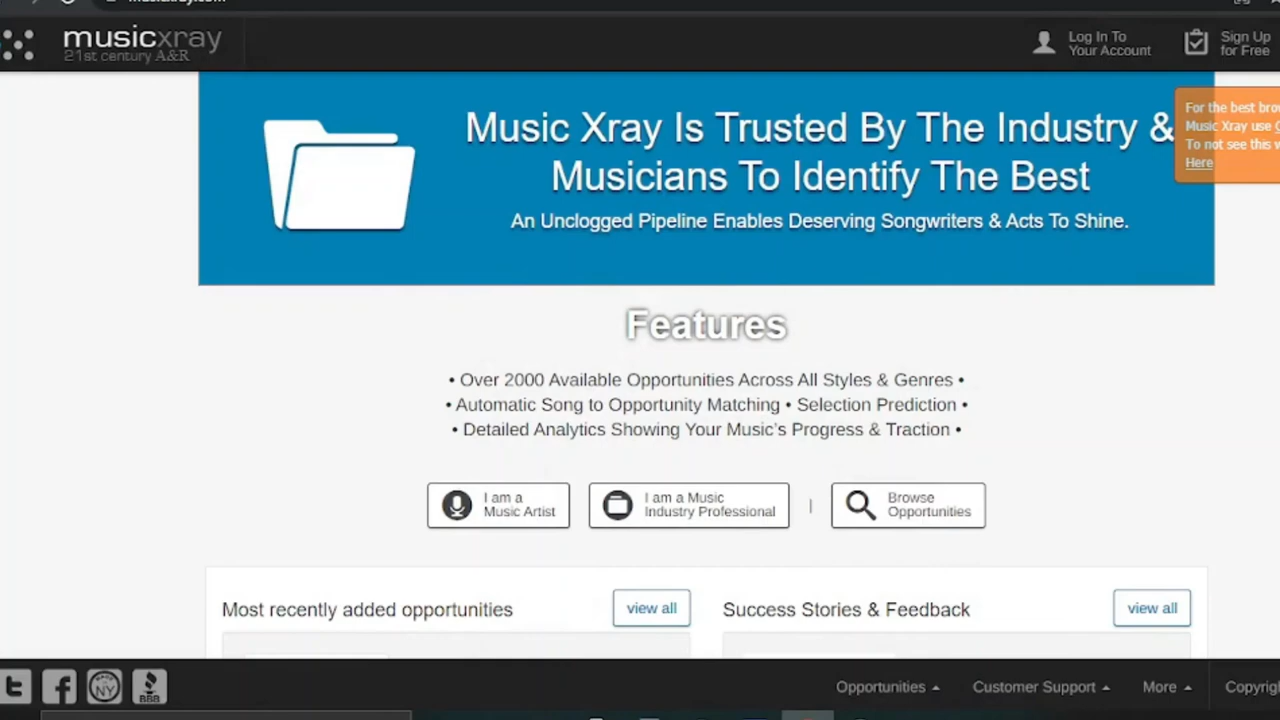 musicxray
21st century A&R
Log In To
Your Account
Sign Up
for Free
Music Xray Is Trusted By The Industry &
Musicians To Identify The Best
An Unclogged Pipeline Enables Deserving Songwriters & Acts To Shine.
For the best
Music Xray use
To not see this
Here
Features
• Over 2000 Available Opportunities Across All Styles & Genres •
• Automatic Song to Opportunity Matching • Selection Prediction •
• Detailed Analytics Showing Your Music's Progress & Traction •
I am a
Music Artist
I am a Music
Industry Professional
|
Browse
Opportunities
Most recently added opportunities
view all
Success Stories & Feedback
view all
NY
BBB
Opportunities
Customer Support
More